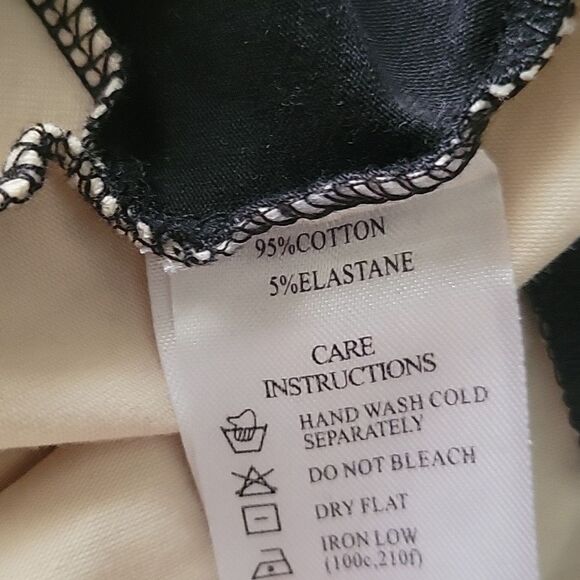 95%COTTON
5%ELASTANE
CARE
INSTRUCTIONS
HAND WASH COLD
SEPARATELY
DO NOT BLEACH
DRY FLAT
IRON LOW
(100c,210f)